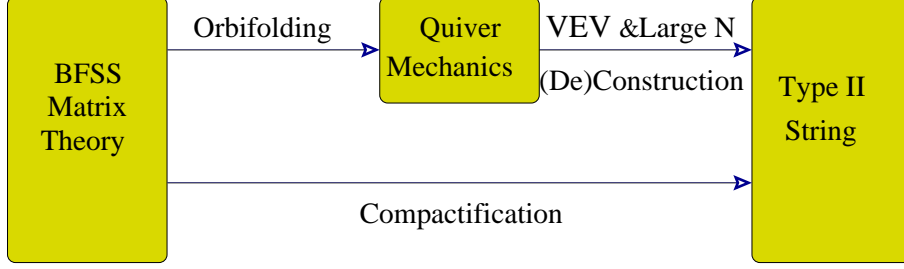 BFSS
Matrix
Theory
Orbifolding
Quiver
Mechanics
VEV &Large N
(De)Construction
Type II
String
Compactification